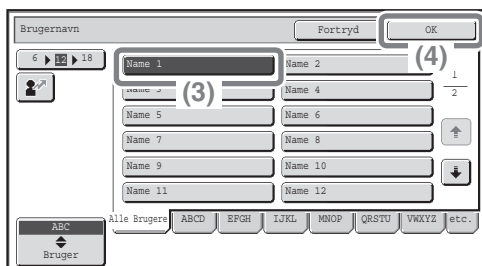 Brugernavn Fortryd OK
(4)
6 12 18 Name 1 Name 2 1
(3) Name 4 2
Name 5 Name 6
Name 7 Name 8
Name 9 Name 10
Name 11 Name 12
Alle Brugere ABCD EFGH IJKL MNOP QRSTU VWXYZ etc.
ABC
Bruger